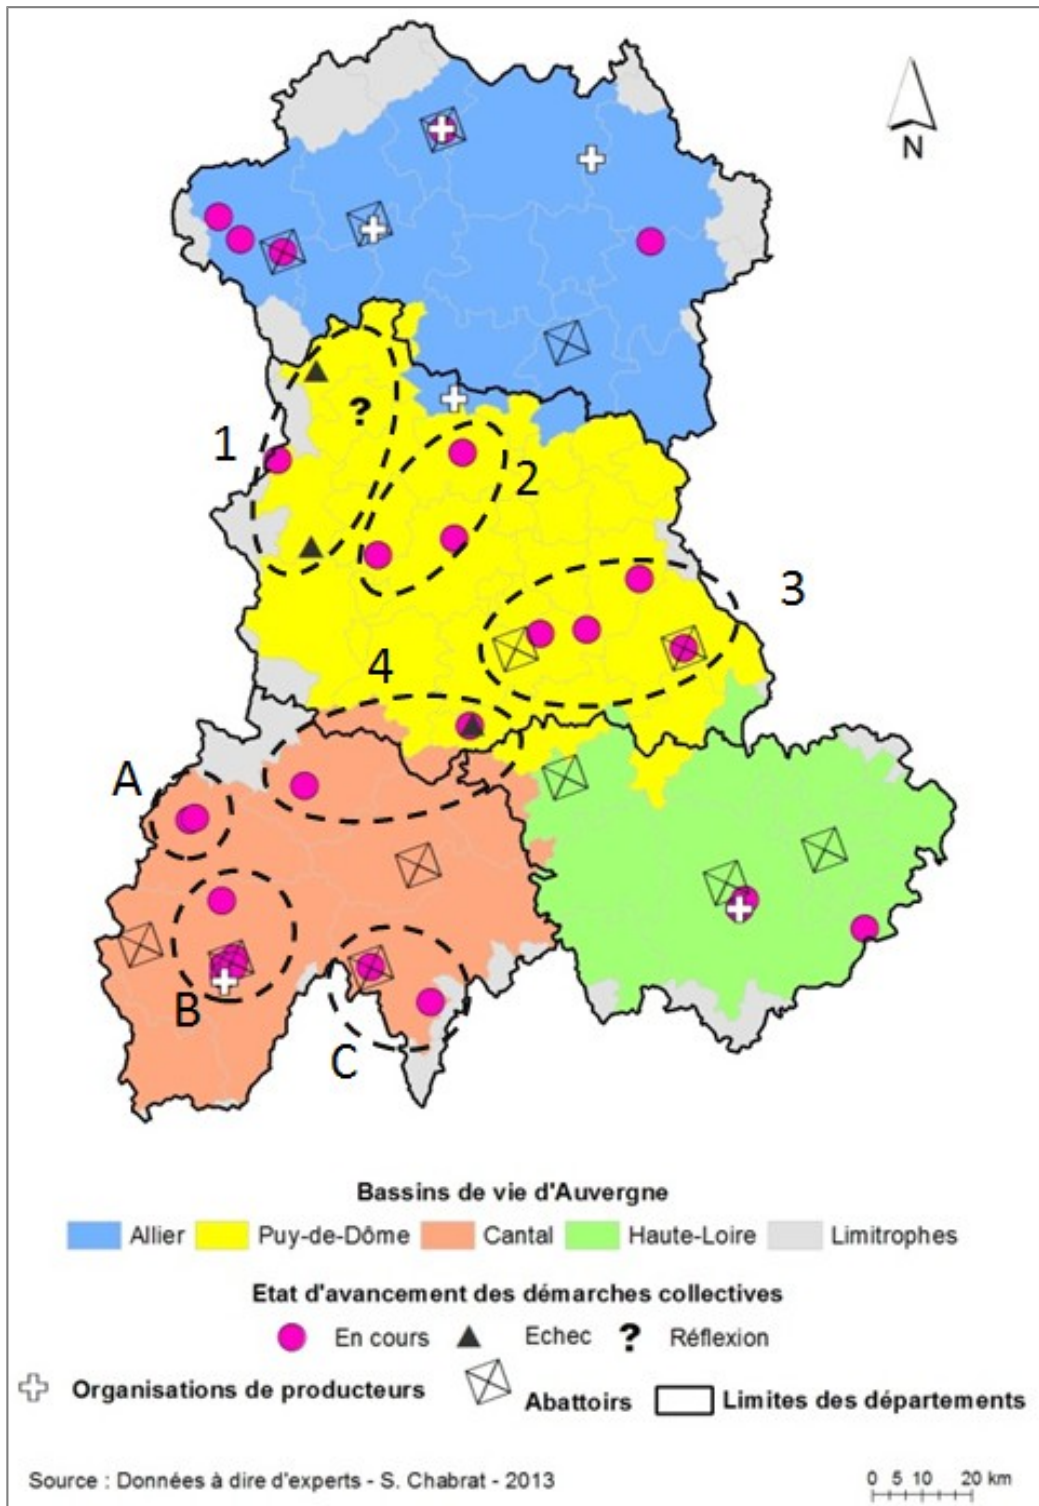 N
1
?
2
3
4
A
B
C
Bassins de vie d'Auvergne
Allier Puy-de-Dôme Cantal Haute-Loire Limitrophes
Etat d'avancement des démarches collectives
En cours Echec ? Réflexion
Organisations de producteurs Abattoirs Limites des départements
Source : Données à dire d'experts - S. Chabrat - 2013
0 5 10 20 km